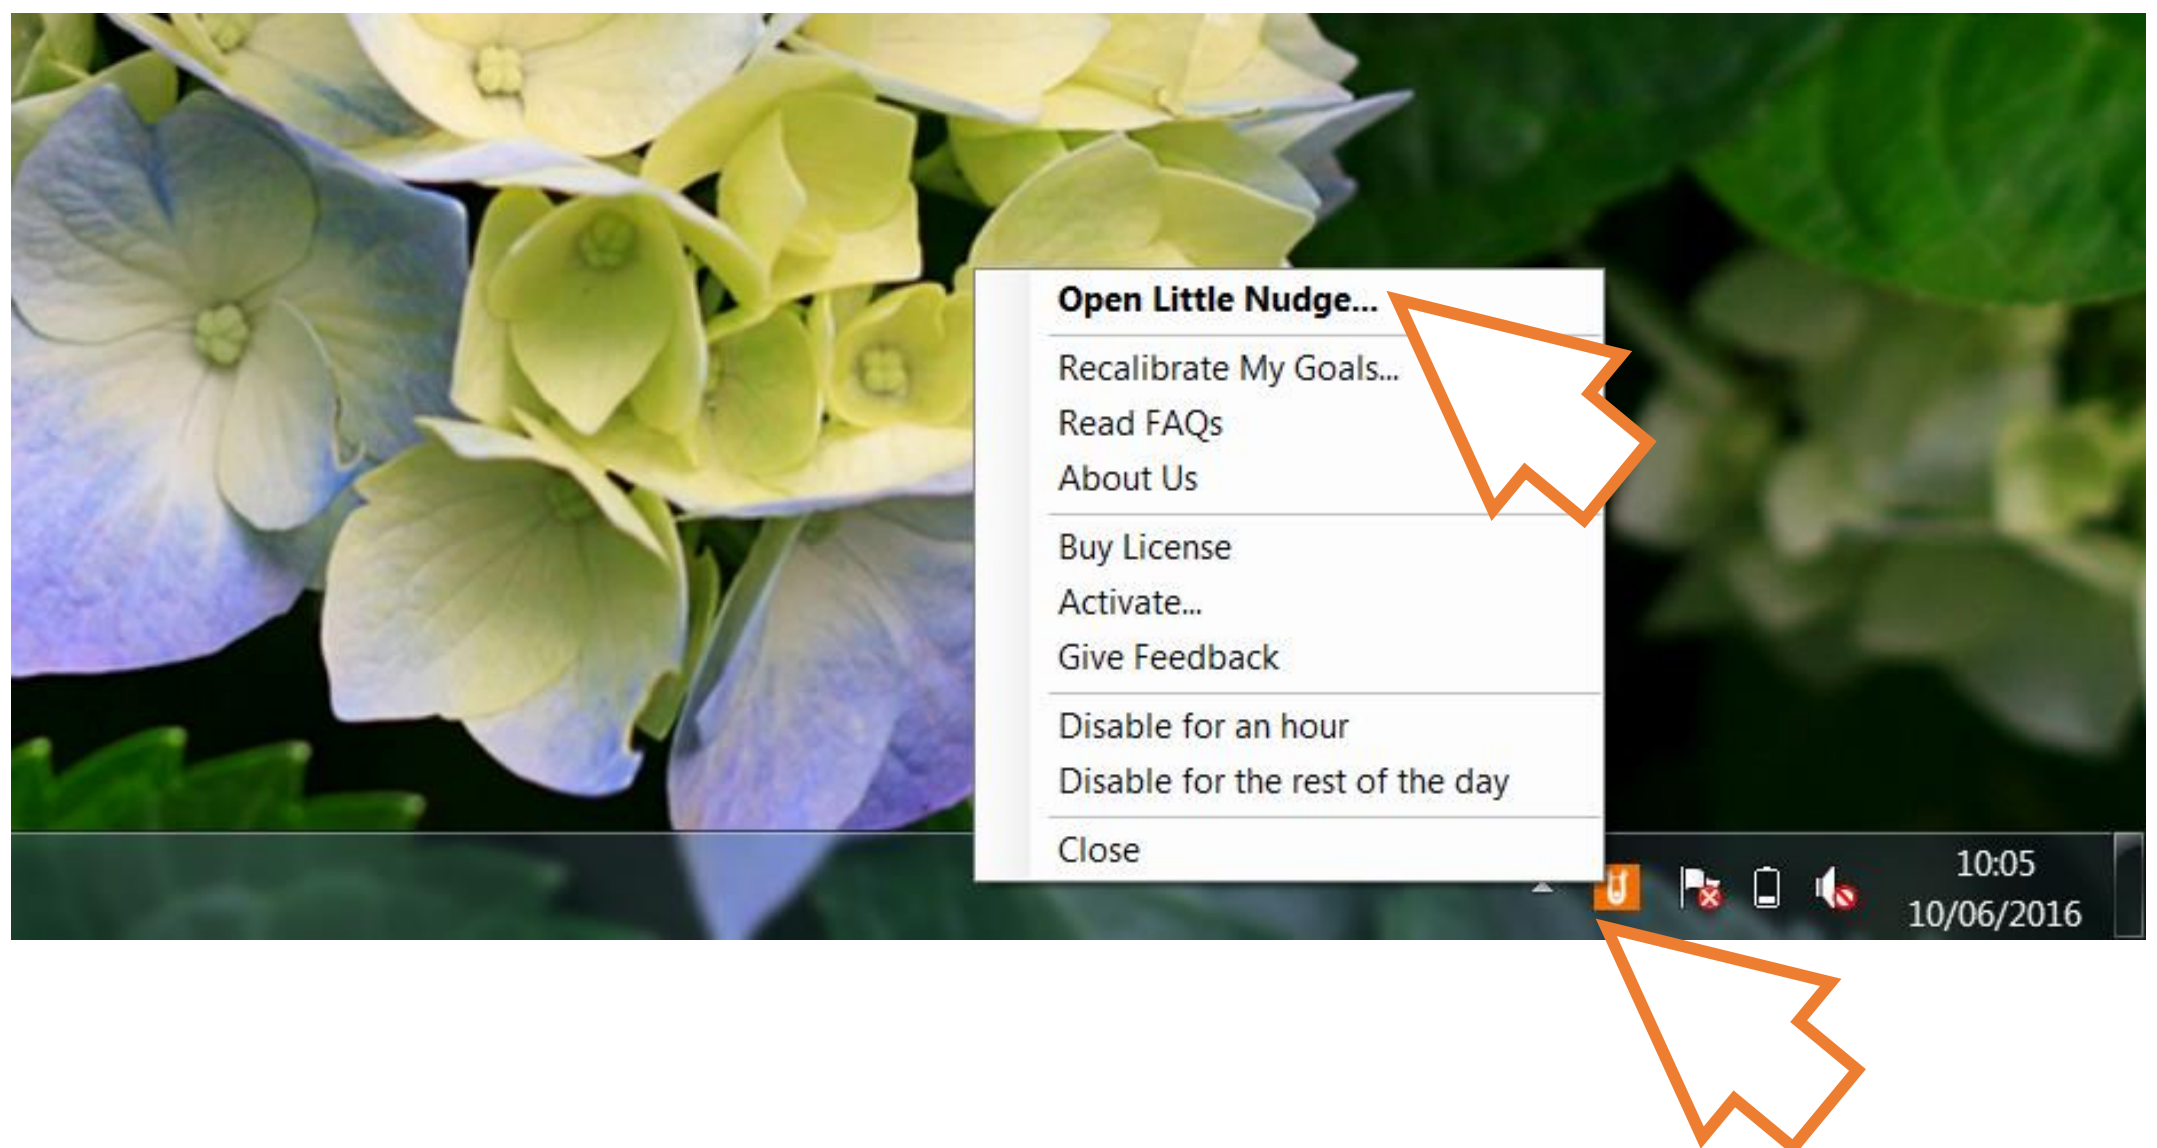 Open Little Nudge...
Recalibrate My Goals...
Read FAQs
About Us
Buy License
Activate...
Give Feedback
Disable for an hour
Disable for the rest of the day
Close
10:05
10/06/2016